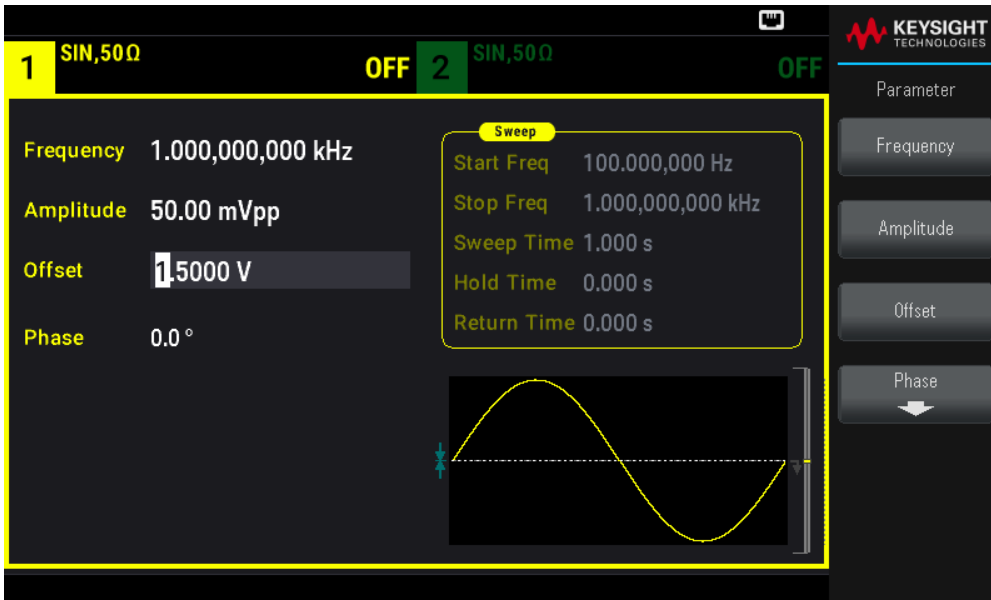 KEYSIGHT
TECHNOLOGIES
1 SIN,50Ω OFF
2 SIN,50Ω OFF
Parameter
Frequency 1.000,000,000 kHz
Amplitude 50.00 mVpp
Offset 1.5000 V
Phase 0.0 °
Sweep
Start Freq 100.000,000 Hz
Stop Freq 1.000,000,000 kHz
Sweep Time 1.000 s
Hold Time 0.000 s
Return Time 0.000 s
Frequency
Amplitude
Offset
Phase